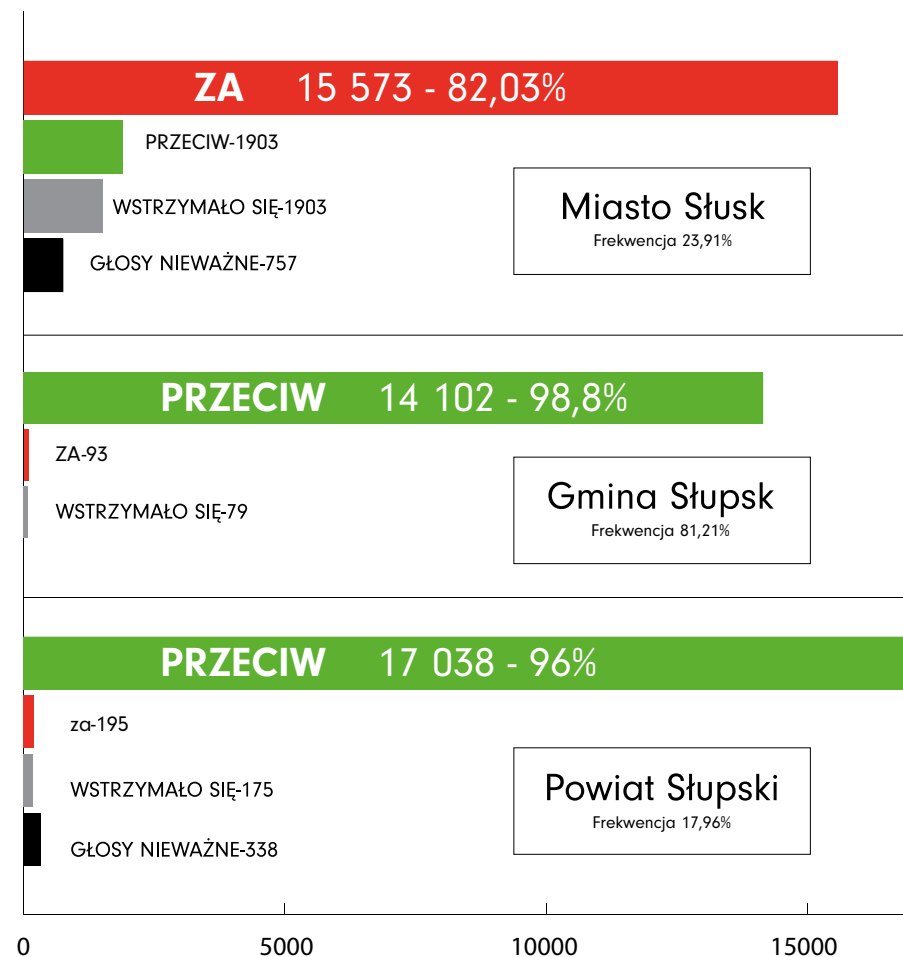 ZA 15 573 - 82,03%
PRZECIW-1903
WSTRZYMAŁO SIĘ-1903
GŁOSY NIEWAŻNE-757
Miasto Słusk
Frekwencja 23,91%
PRZECIW 14 102 - 98,8%
ZA-93
WSTRZYMAŁO SIĘ-79
Gmina Słupsk
Frekwencja 81,21%
PRZECIW 17 038 - 96%
za-195
WSTRZYMAŁO SIĘ-175
GŁOSY NIEWAŻNE-338
Powiat Słupski
Frekwencja 17,96%
0 5000 10000 15000